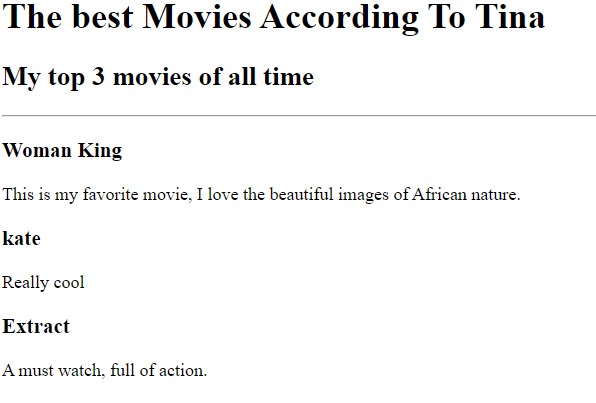 The best Movies According To Tina
My top 3 movies of all time
Woman King
This is my favorite movie, I love the beautiful images of African nature.
kate
Really cool
Extract
A must watch, full of action.